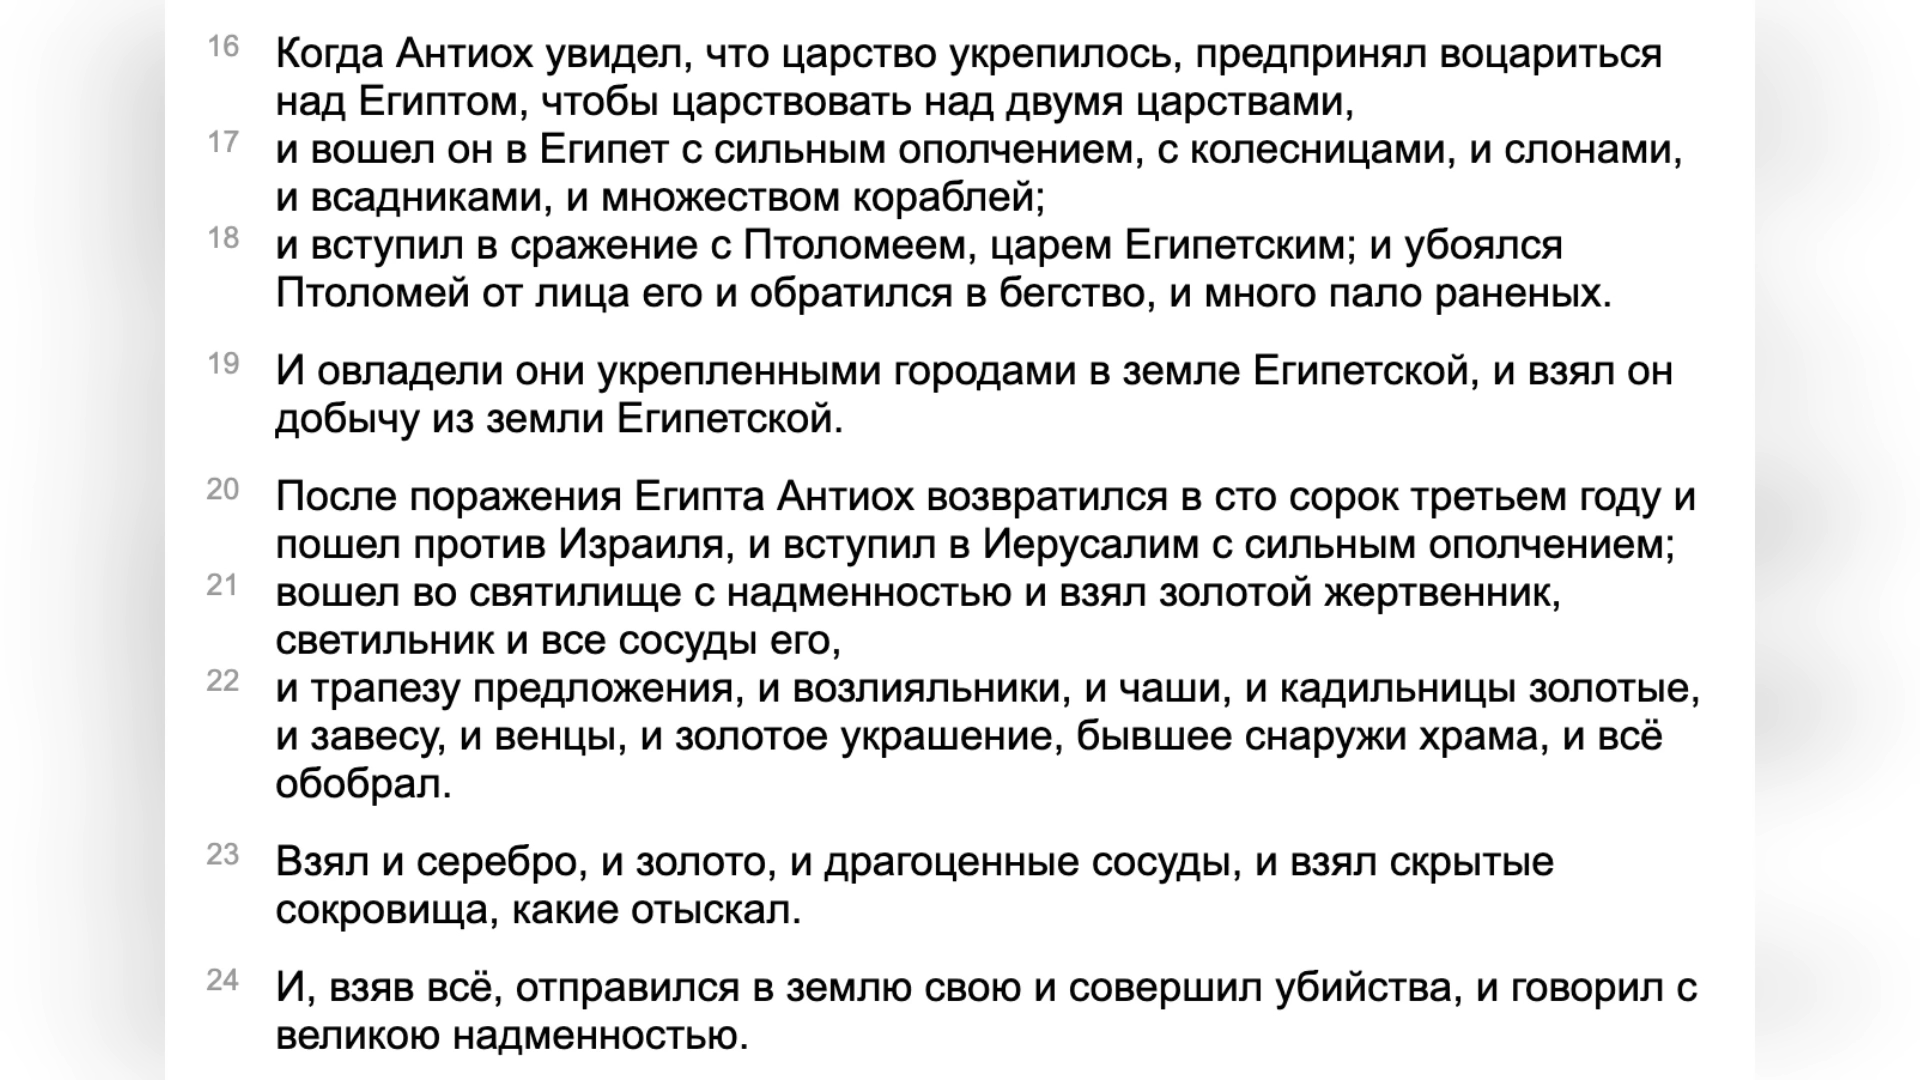 16 Когда Антиох увидел, что царство укрепилось, предпринял воцариться
над Египтом, чтобы царствовать над двумя царствами,
17 и вошел он в Египет с сильным ополчением, с колесницами, и слонами,
и всадниками, и множеством кораблей;
18 и вступил в сражение с Птоломеем, царем Египетским; и убоялся
Птоломей от лица его и обратился в бегство, и много пало раненых.
19 И овладели они укрепленными городами в земле Египетской, и взял он
добычу из земли Египетской.
20 После поражения Египта Антиох возвратился в сто сорок третьем году и
пошел против Израиля, и вступил в Иерусалим с сильным ополчением;
21 вошел во святилище с надменностью и взял золотой жертвенник,
светильник и все сосуды его,
22 и трапезу предложения, и возлияльники, и чаши, и кадильницы золотые,
и завесу, и венцы, и золотое украшение, бывшее снаружи храма, и всё
обобрал.
23 Взял и серебро, и золото, и драгоценные сосуды, и взял скрытые
сокровища, какие отыскал.
24 И, взяв всё, отправился в землю свою и совершил убийства, и говорил с
великою надменностью.